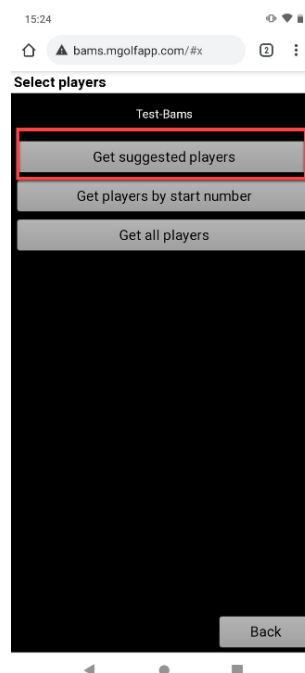 15:24
bams.mgolfapp.com/#x
2
Select players
Test-Bams
Get suggested players
Get players by start number
Get all players
Back